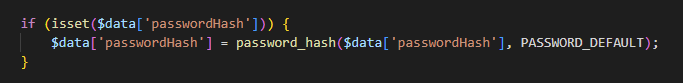 if (isset($data['passwordHash'])) {
    $data['passwordHash'] = password_hash($data['passwordHash'], PASSWORD_DEFAULT);
}